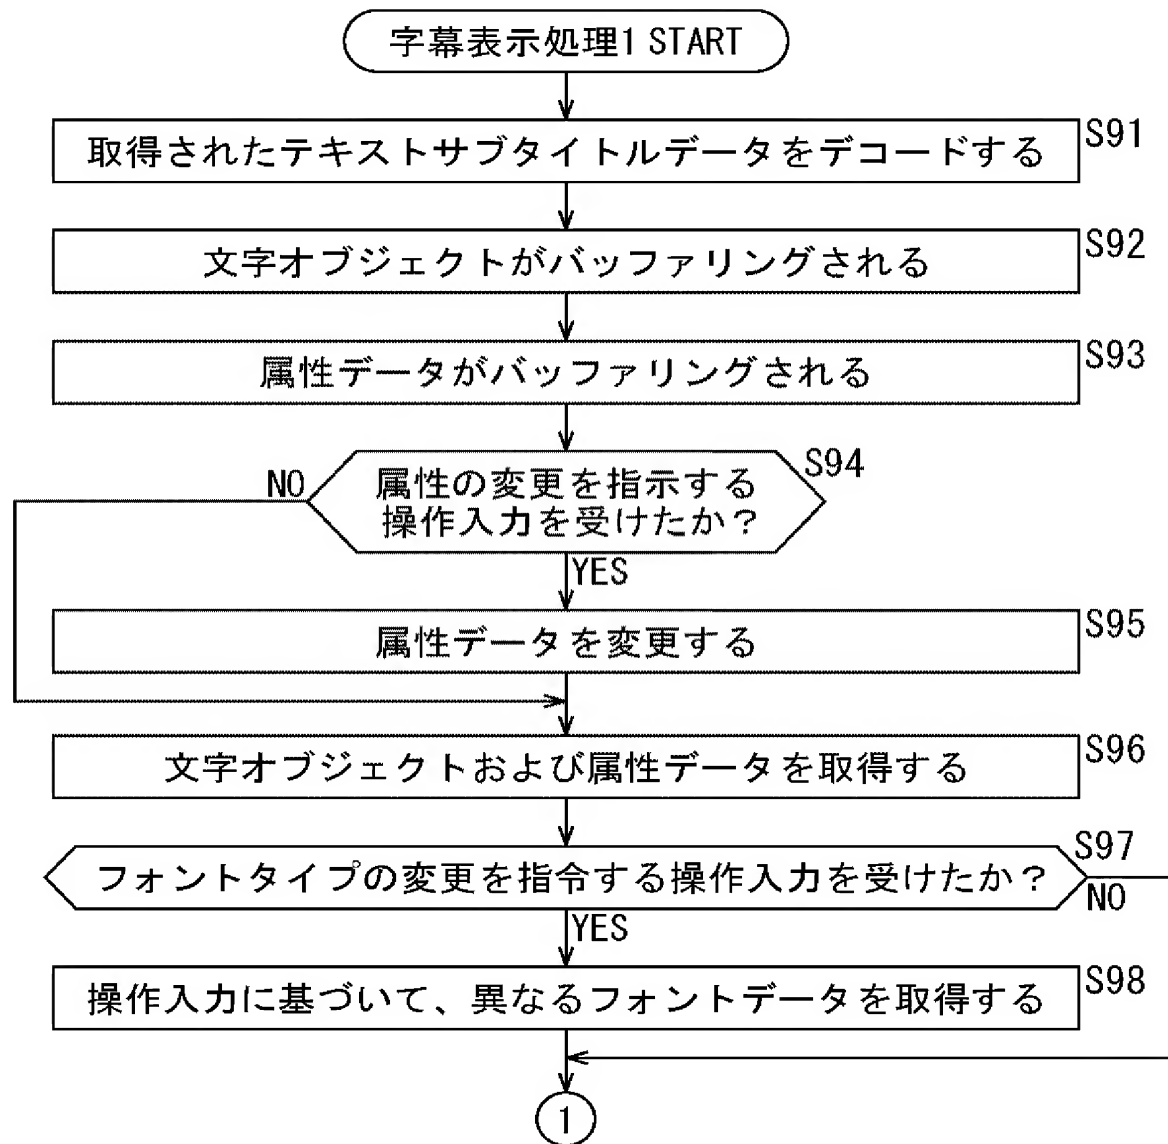 字幕表示処理1 START
取得されたテキストサブタイトルデータをデコードする
S91
文字オブジェクトがバッファリングされる
S92
属性データがバッファリングされる
S93
属性の変更を指示する
操作入力を受けたか？
S94
NO
YES
属性データを変更する
S95
文字オブジェクトおよび属性データを取得する
S96
フォントタイプの変更を指令する操作入力を受けたか？
S97
NO
YES
操作入力に基づいて、異なるフォントデータを取得する
S98
1